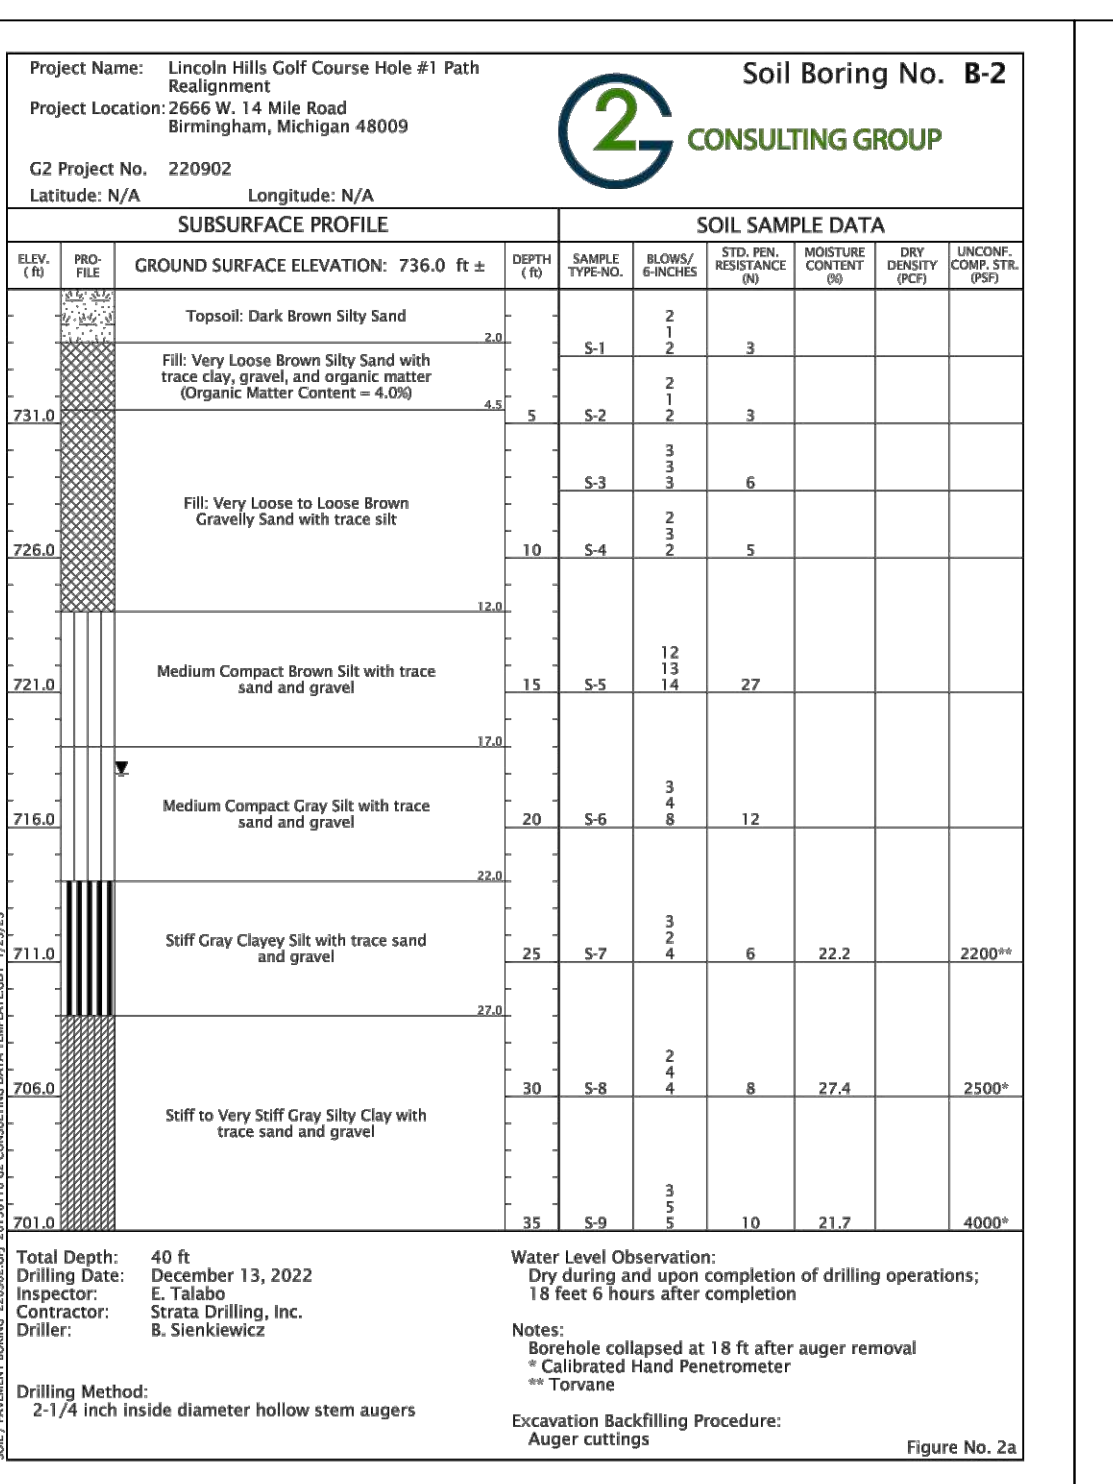 Project Name: Lincoln Hills Golf Course Hole #1 Path
Realignment
Project Location: 2666 W. 14 Mile Road
Birmingham, Michigan 48009
G2 Project No. 220902
Latitude: N/A Longitude: N/A
Soil Boring No. B-2
G2 CONSULTING GROUP
SUBSURFACE PROFILE SOIL SAMPLE DATA
ELEV. (ft) PRO-FILE GROUND SURFACE ELEVATION: 736.0 ft ± DEPTH (ft) SAMPLE TYPE-NO. BLOWS/ 6-INCHES STD. PEN. RESISTANCE (N) MOISTURE CONTENT (%) DRY DENSITY (PCF) UNCONF. COMP. STR. (PSF)
Topsoil: Dark Brown Silty Sand
2.0
2
1
S-1 2 3
Fill: Very Loose Brown Silty Sand with
trace clay, gravel, and organic matter
(Organic Matter Content = 4.0%)
4.5
2
1
731.0 5 S-2 2 3
3
3
S-3 3 6
Fill: Very Loose to Loose Brown
Gravelly Sand with trace silt
2
3
726.0 10 S-4 2 5
12.0
12
13
Medium Compact Brown Silt with trace
sand and gravel
721.0 15 S-5 14 27
17.0
3
4
Medium Compact Gray Silt with trace
sand and gravel
716.0 20 S-6 8 12
22.0
3
2
Stiff Gray Clayey Silt with trace sand
and gravel
711.0 25 S-7 4 6 22.2 2200**
27.0
2
4
706.0 30 S-8 4 8 27.4 2500*
Stiff to Very Stiff Gray Silty Clay with
trace sand and gravel
3
5
701.0 35 S-9 5 10 21.7 4000*
Total Depth: 40 ft
Drilling Date: December 13, 2022
Inspector: E. Talabo
Contractor: Strata Drilling, Inc.
Driller: B. Sienkiewicz
Drilling Method:
2-1/4 inch inside diameter hollow stem augers
Water Level Observation:
Dry during and upon completion of drilling operations;
18 feet 6 hours after completion
Notes:
Borehole collapsed at 18 ft after auger removal
* Calibrated Hand Penetrometer
** Torvane
Excavation Backfilling Procedure:
Auger cuttings
Figure No. 2a